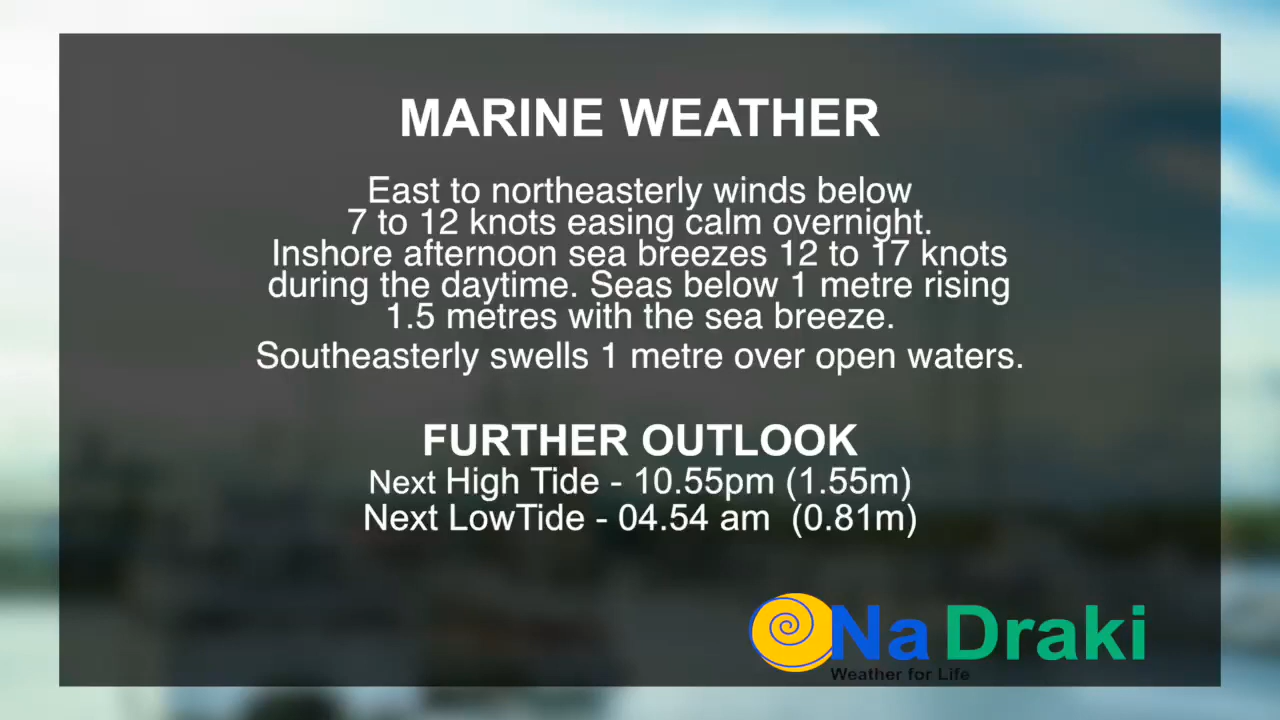 MARINE WEATHER
East to northeasterly winds below
7 to 12 knots easing calm overnight.
Inshore afternoon sea breezes 12 to 17 knots
during the daytime. Seas below 1 metre rising
1.5 metres with the sea breeze.
Southeasterly swells 1 metre over open waters.
FURTHER OUTLOOK
Next High Tide - 10.55pm (1.55m)
Next LowTide - 04.54 am  (0.81m)
Na Draki
Weather for Life